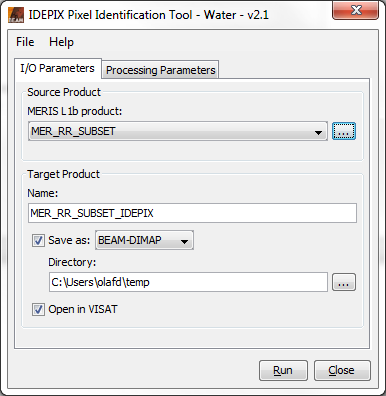 IDEPIX Pixel Identification Tool - Water - v2.1
File Help
I/O Parameters Processing Parameters
Source Product
MERIS L1b product:
MER_RR_SUBSET ...
Target Product
Name:
MER_RR_SUBSET_IDEPIX
Save as: BEAM-DIMAP
Directory:
C:\Users\olafd\temp ...
Open in VISAT
Run Close